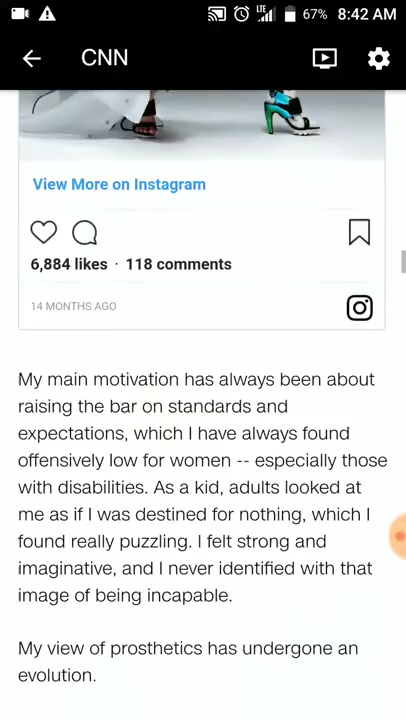 LTE 67% 8:42 AM
CNN
View More on Instagram
6,884 likes · 118 comments
14 MONTHS AGO
My main motivation has always been about
raising the bar on standards and
expectations, which I have always found
offensively low for women -- especially those
with disabilities. As a kid, adults looked at
me as if I was destined for nothing, which I
found really puzzling. I felt strong and
imaginative, and I never identified with that
image of being incapable.
My view of prosthetics has undergone an
evolution.